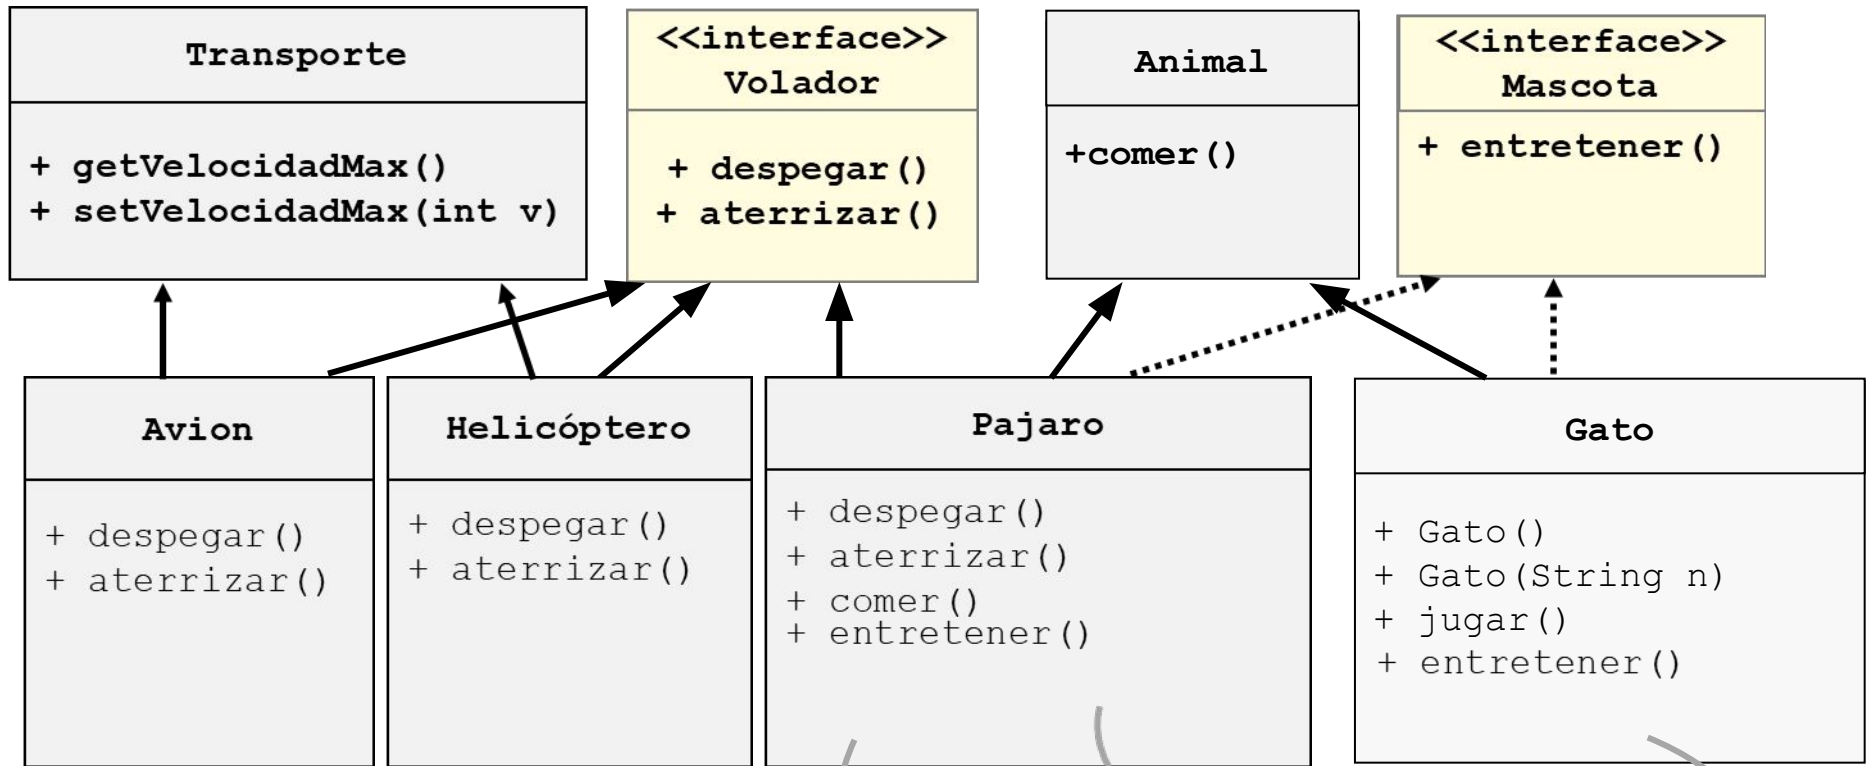 Transporte
+ getVelocidadMax()
+ setVelocidadMax(int v)
<<interface>>
Volador
+ despegar()
+ aterrizar()
Animal
+comer()
<<interface>>
Mascota
+ entretener()
Avion
+ despegar()
+ aterrizar()
Helicóptero
+ despegar()
+ aterrizar()
Pajaro
+ despegar()
+ aterrizar()
+ comer()
+ entretener()
Gato
+ Gato()
+ Gato(String n)
+ jugar()
+ entretener()